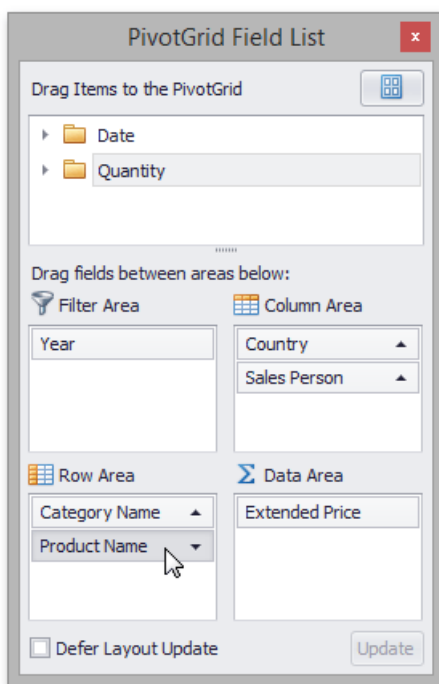 PivotGrid Field List
x
Drag Items to the PivotGrid
Date
Quantity
Drag fields between areas below:
Filter Area
Column Area
Year
Country
Sales Person
Row Area
Σ Data Area
Category Name
Extended Price
Product Name
Defer Layout Update
Update